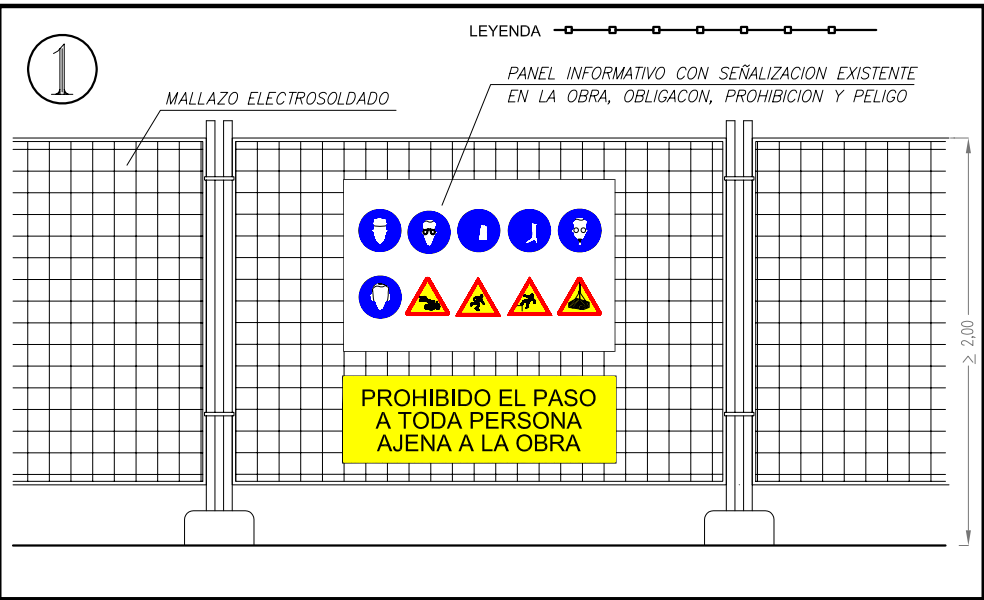 LEYENDA
1
PANEL INFORMATIVO CON SEÑALIZACION EXISTENTE
EN LA OBRA, OBLIGACON, PROHIBICION Y PELIGO
MALLAZO ELECTROSOLDADO
≥ 2,00
PROHIBIDO EL PASO
A TODA PERSONA
AJENA A LA OBRA